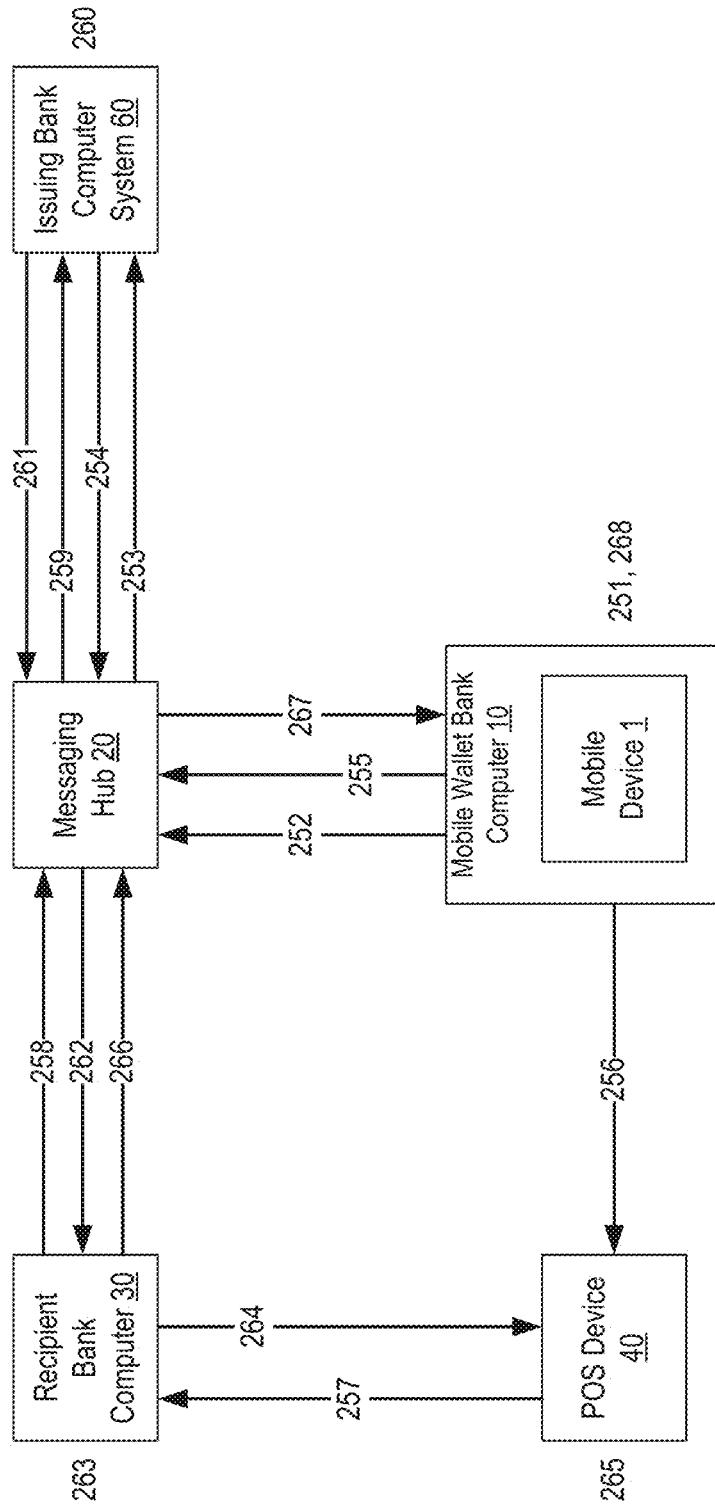 263
Recipient
Bank
Computer 30
258
262
266
Messaging
Hub 20
261
259
254
253
Issuing Bank
Computer
System 60
260
257
264
252
255
267
265
POS Device
40
256
Mobile Wallet Bank
Computer 10
Mobile
Device 1
251, 268